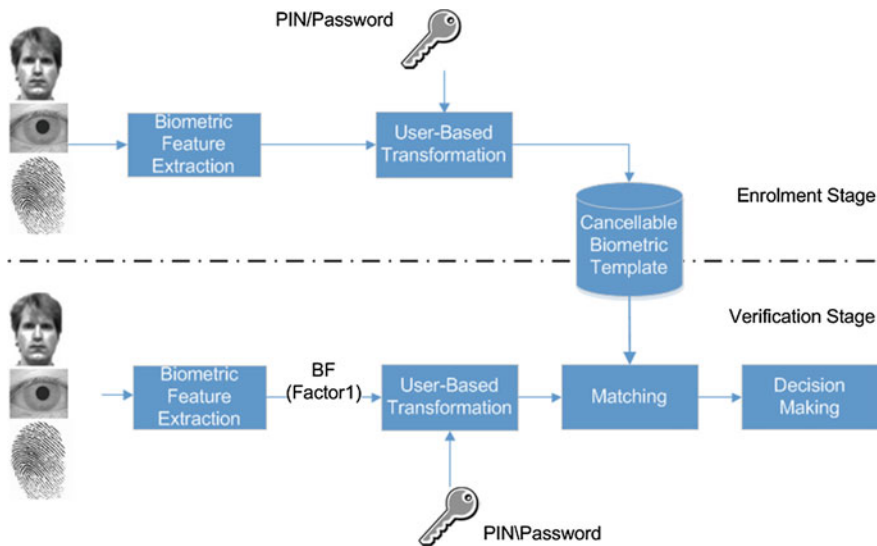 PIN/Password
Biometric
Feature
Extraction
User-Based
Transformation
Enrolment Stage
Cancellable
Biometric
Template
Verification Stage
Biometric
Feature
Extraction
BF
(Factor1)
User-Based
Transformation
Matching
Decision
Making
PIN\Password